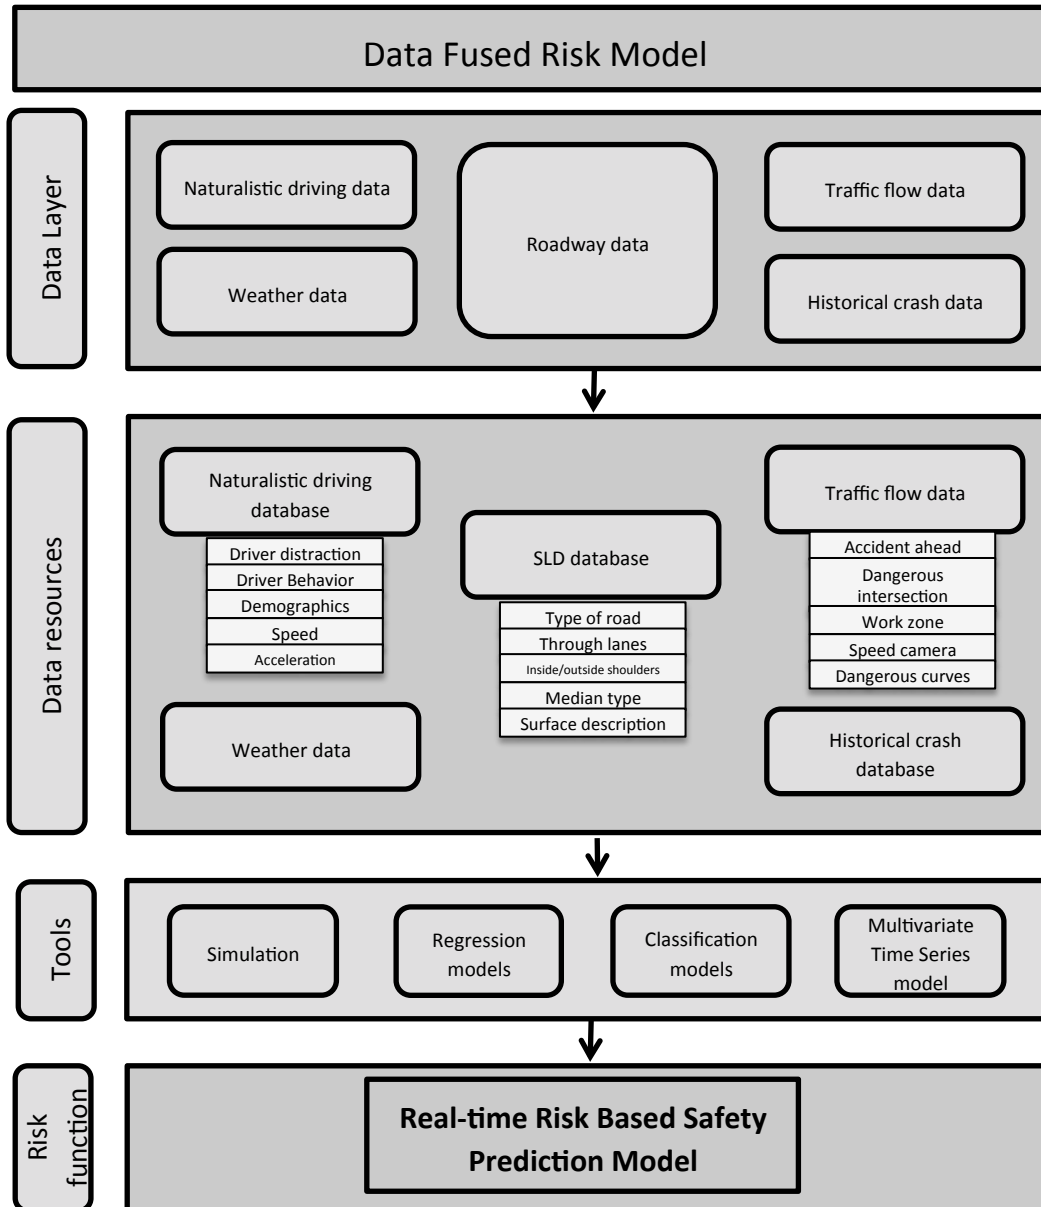 Data Fused Risk Model
Data Layer
Naturalistic driving data
Weather data
Roadway data
Traffic flow data
Historical crash data
Data resources
Naturalistic driving
database
Driver distraction
Driver Behavior
Demographics
Speed
Acceleration
Weather data
SLD database
Type of road
Through lanes
Inside/outside shoulders
Median type
Surface description
Traffic flow data
Accident ahead
Dangerous
intersection
Work zone
Speed camera
Dangerous curves
Historical crash
database
Tools
Simulation
Regression
models
Classification
models
Multivariate
Time Series
model
Risk
function
Real-time Risk Based Safety
Prediction Model